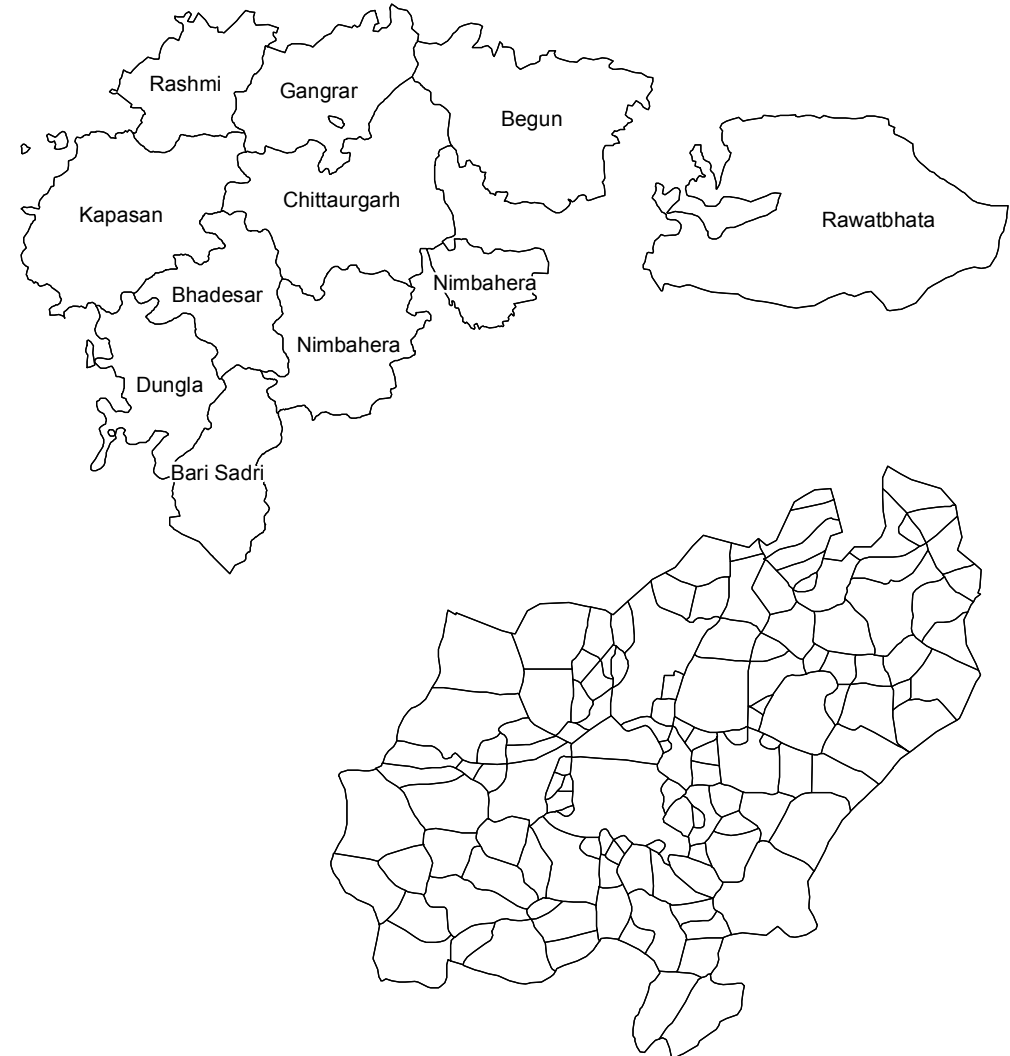 Rashmi
Gangrar
Begun
Kapasan
Chittaurgarh
Rawatbhata
Bhadesar
Nimbahera
Nimbahera
Dungla
Bari Sadri